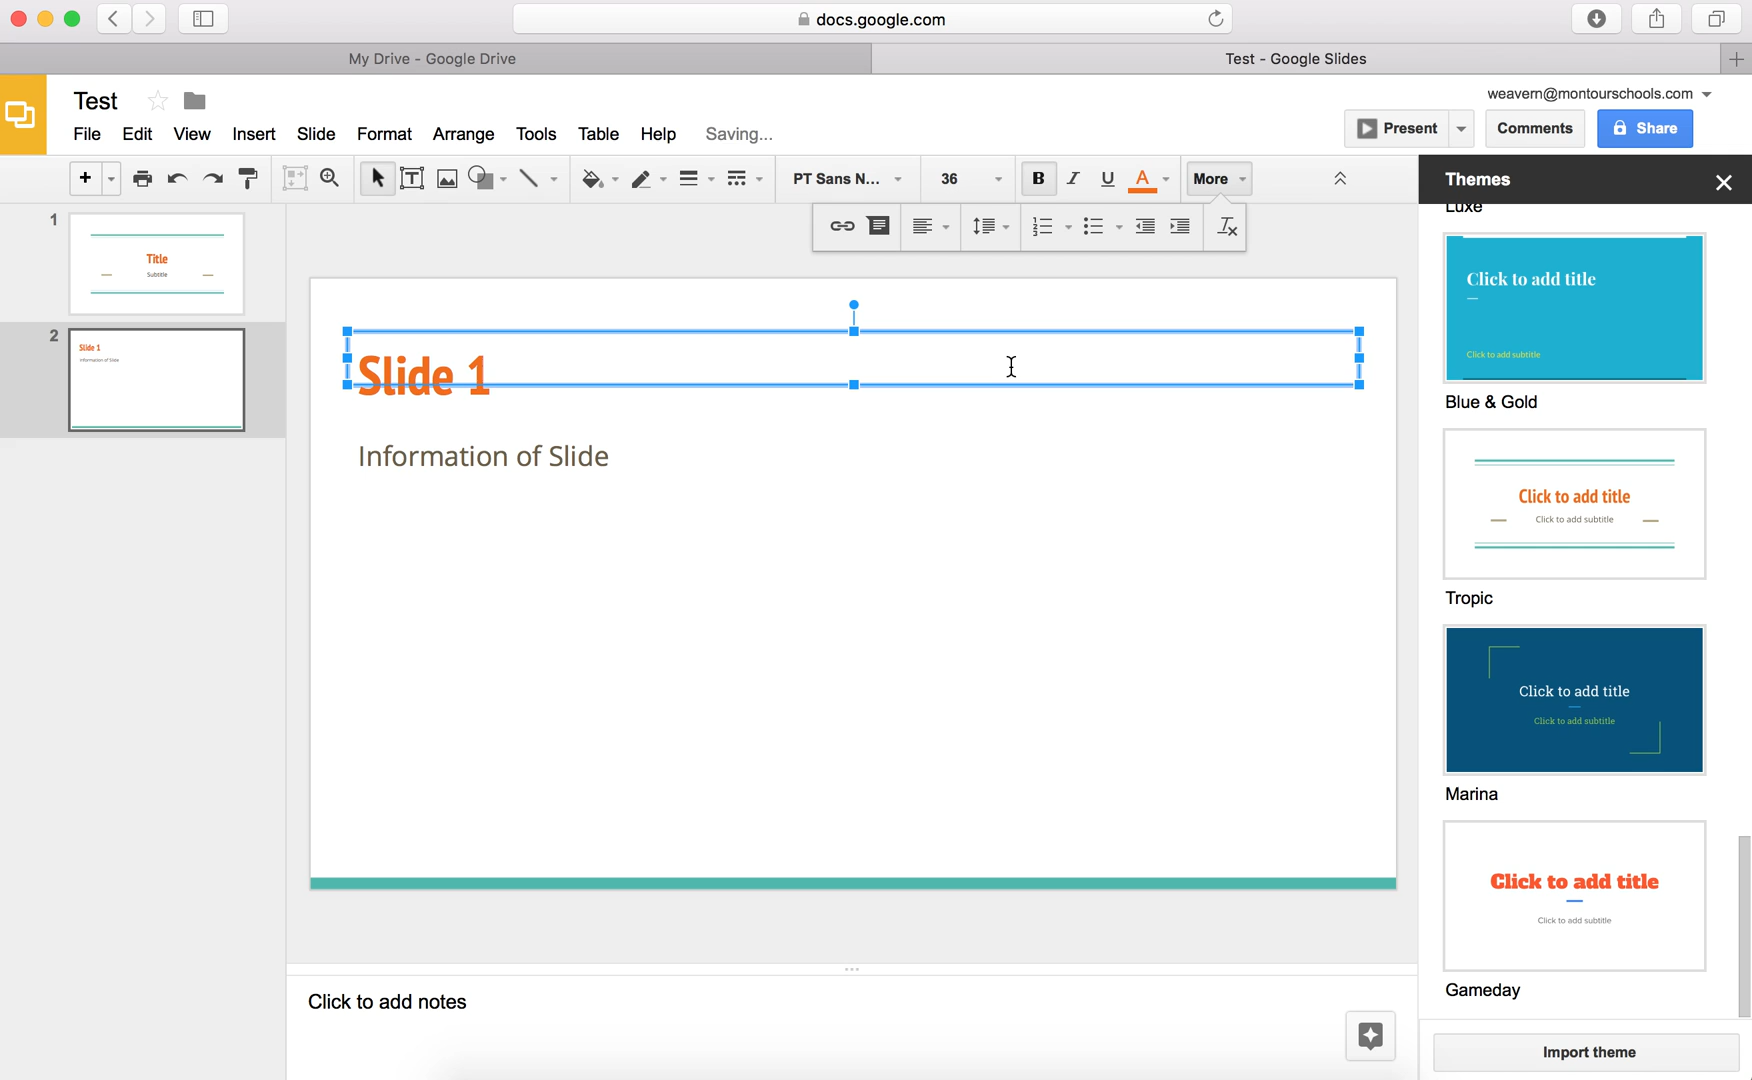 docs.google.com
My Drive - Google Drive
Test - Google Slides
Test
weavern@montourschools.com
File Edit View Insert Slide Format Arrange Tools Table Help Saving...
Present Comments Share
PT Sans N... 36 B I U A More
Themes
1
Title
Subtitle
2
Slide 1
Information of Slide
Slide 1
Information of Slide
Click to add notes
Luxe
Click to add title
Click to add subtitle
Blue & Gold
Click to add title
Click to add subtitle
Tropic
Click to add title
Click to add subtitle
Marina
Click to add title
Click to add subtitle
Gameday
Import theme